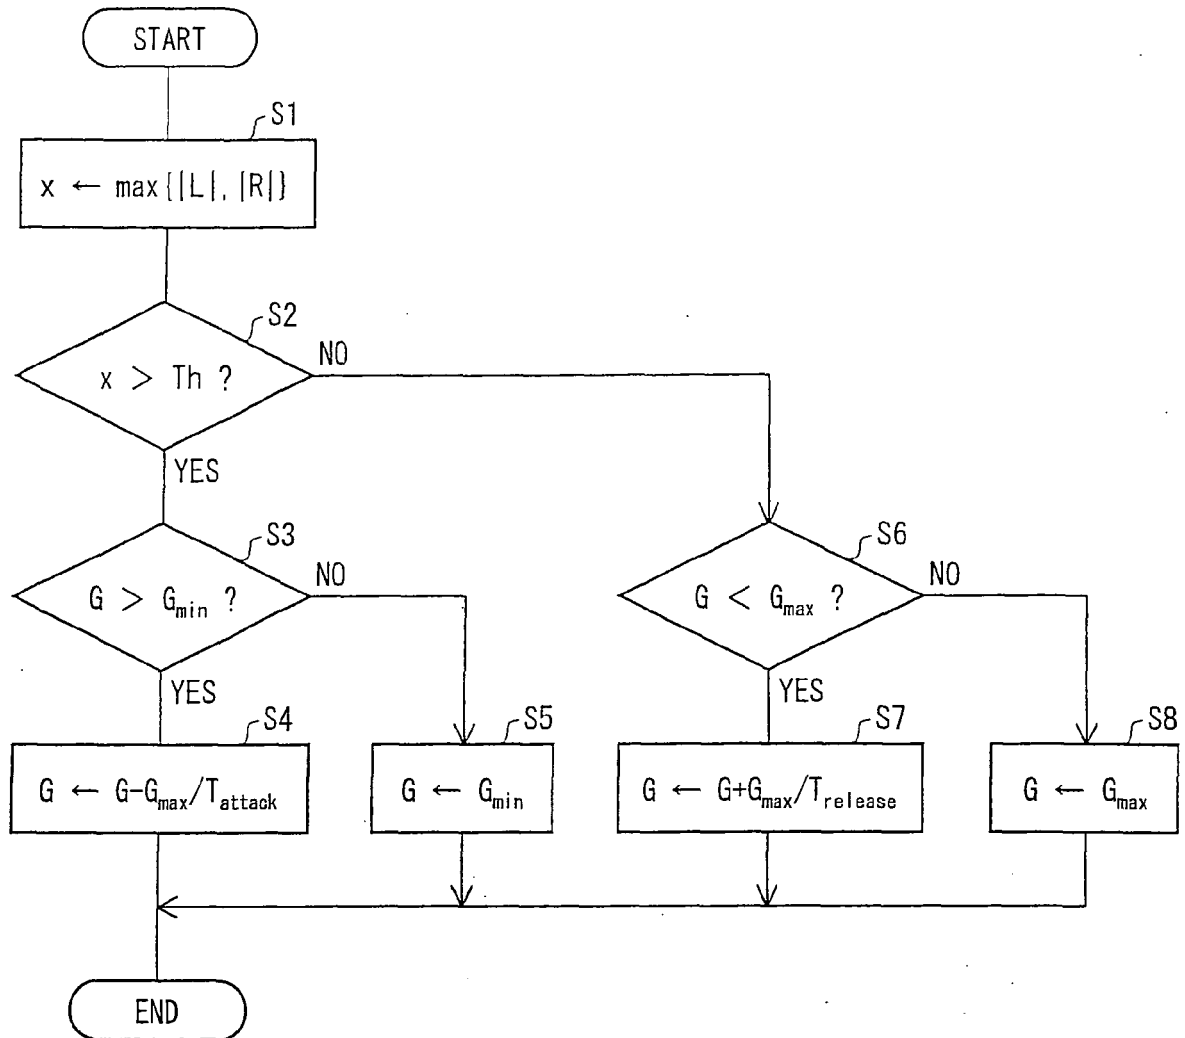 START
S1
x ← max{|L|, |R|}
S2
x > Th ?
NO
YES
S3
G > Gmin ?
NO
YES
S6
G < Gmax ?
NO
YES
S4
G ← G-Gmax/Tattack
S5
G ← Gmin
S7
G ← G+Gmax/Trelease
S8
G ← Gmax
END